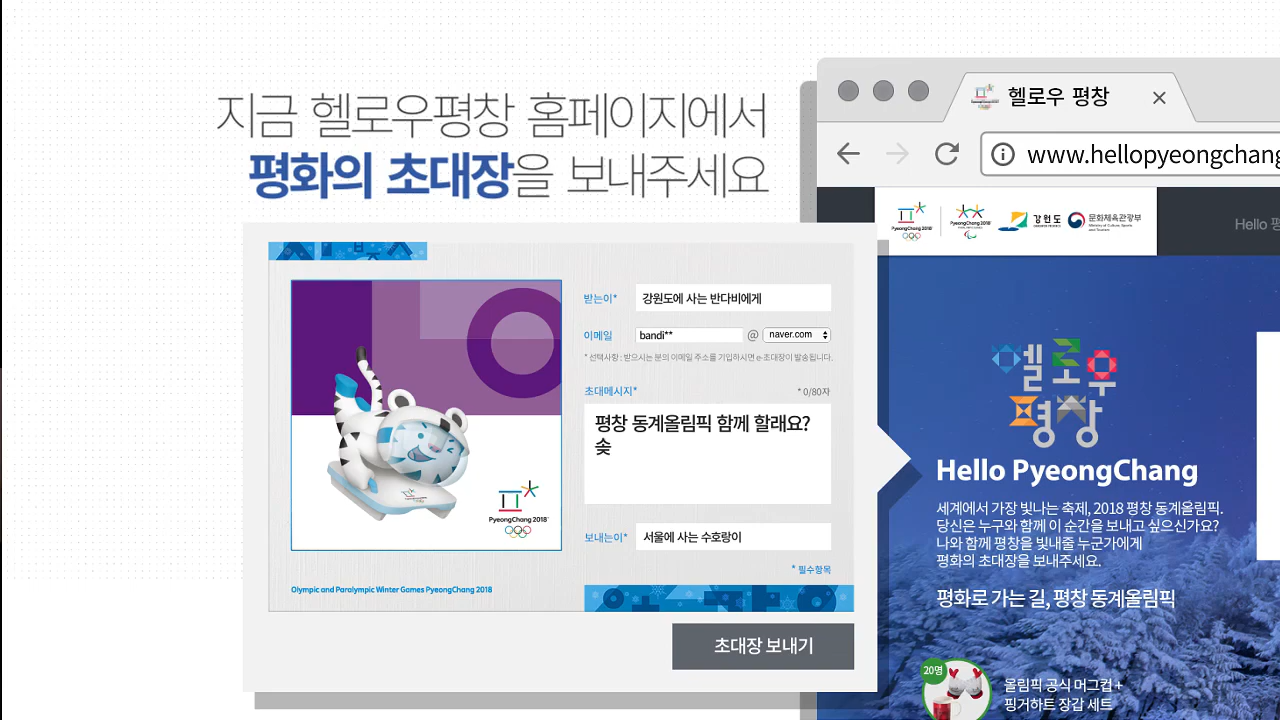 지금 헬로우평창 홈페이지에서
평화의 초대장을 보내주세요
헬로우 평창
www.hellopyeongchang
PyeongChang 2018
PyeongChang 2018
강원도
문화체육관광부
Ministry of Culture, Sports
and Tourism
Hello 평
받는이*
강원도에 사는 반다비에게
이메일
bandi**
@
naver.com
* 선택사항 : 받으시는 분의 이메일 주소를 기입하시면 e-초대장이 발송됩니다.
초대메시지*
* 0/80자
평창 동계올림픽 함께 할래요?
숒
PyeongChang 2018
보내는이*
서울에 사는 수호랑이
* 필수항목
Olympic and Paralympic Winter Games PyeongChang 2018
초대장 보내기
헬로우
평창
Hello PyeongChang
세계에서 가장 빛나는 축제, 2018 평창 동계올림픽.
당신은 누구와 함께 이 순간을 보내고 싶으신가요?
나와 함께 평창을 빛내줄 누군가에게
평화의 초대장을 보내주세요.
평화로 가는 길, 평창 동계올림픽
20명
올림픽 공식 머그컵 +
핑거하트 장갑 세트